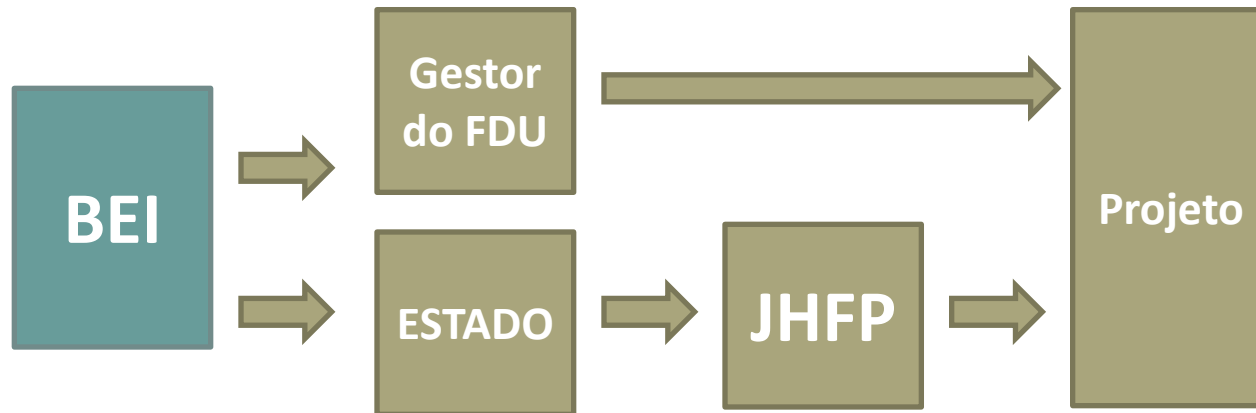 BEI
Gestor
do FDU
ESTADO
JHFP
Projeto